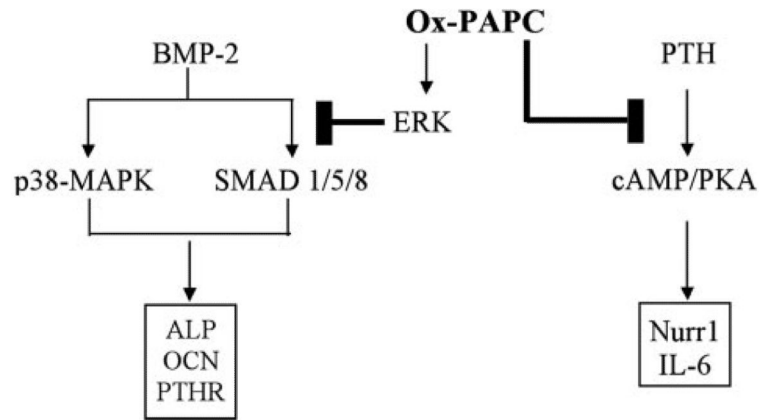 Ox-PAPC
BMP-2
PTH
ERK
p38-MAPK
SMAD 1/5/8
cAMP/PKA
ALP
OCN
PTHR
Nurr1
IL-6